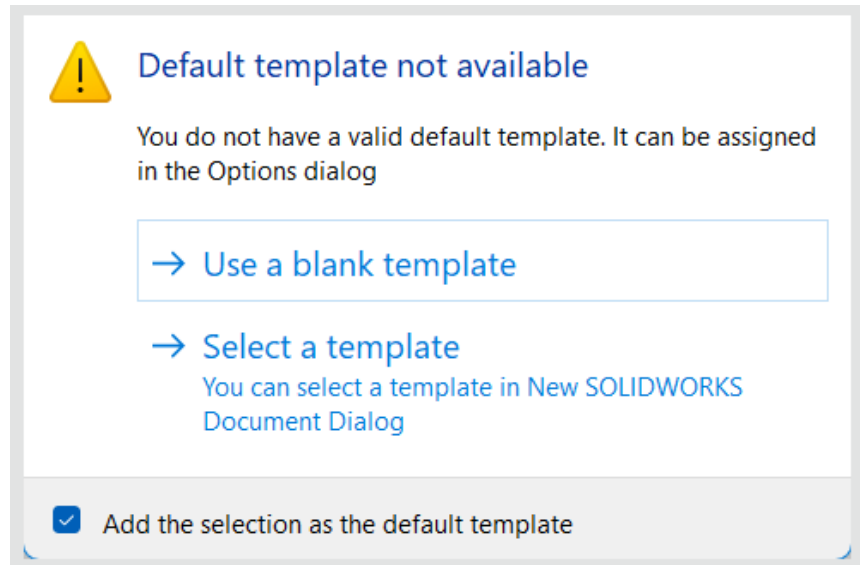 Default template not available
You do not have a valid default template. It can be assigned
in the Options dialog
→ Use a blank template
→ Select a template
You can select a template in New SOLIDWORKS
Document Dialog
Add the selection as the default template